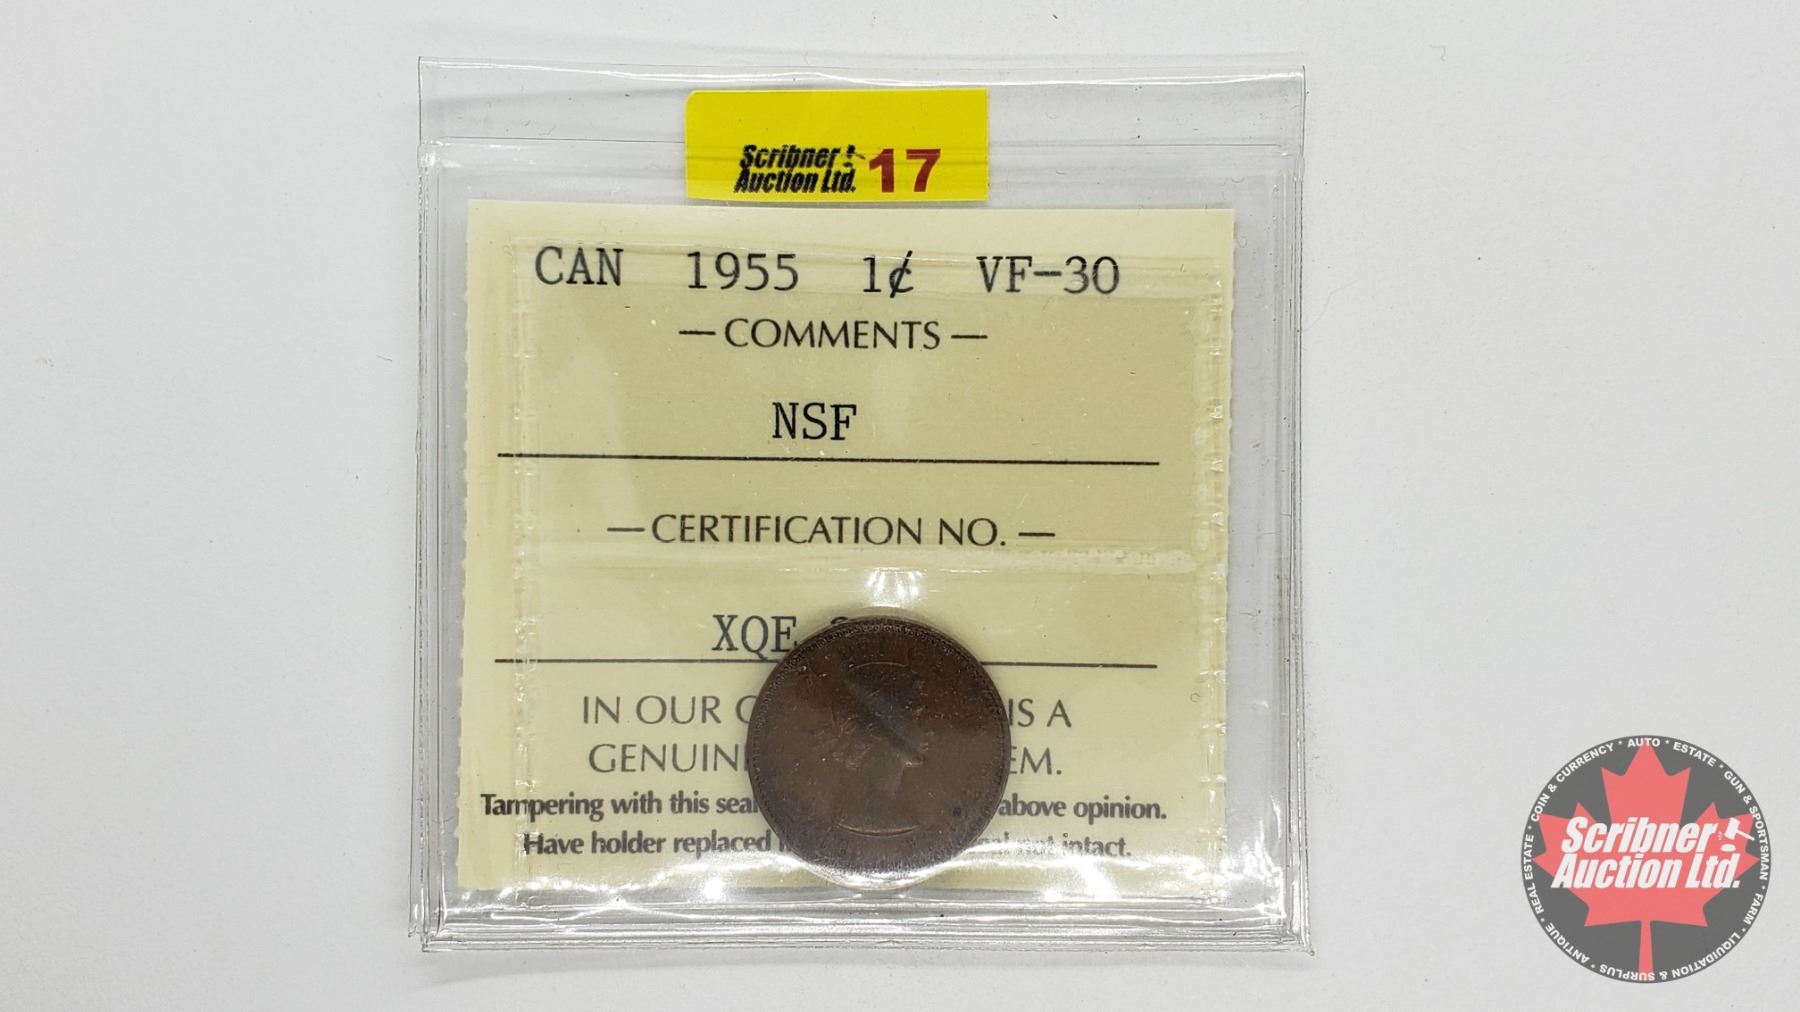 Scribner
Auction Ltd. 17
CAN 1955 1¢ VF-30
— COMMENTS —
NSF
— CERTIFICATION NO. —
XQE
IN OUR IS A
GENUIN EM.
Tampering with this seal above opinion.
Have holder replaced not intact.
* AUTO * ESTATE * GUN & SPORTSMAN * FARM * LIQUIDATION & SURPLUS * ANTIQUE * REAL ESTATE * COIN & CURRENCY
Scribner
Auction Ltd.